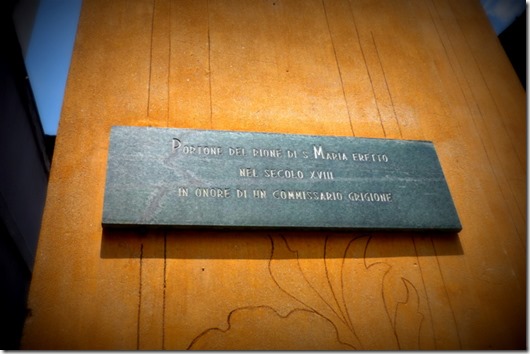 PORTONE DEL RIONE DI S MARIA ERETTO
NEL SECOLO XVIII
IN ONORE DI UN COMMISSARIO GRIGIONE